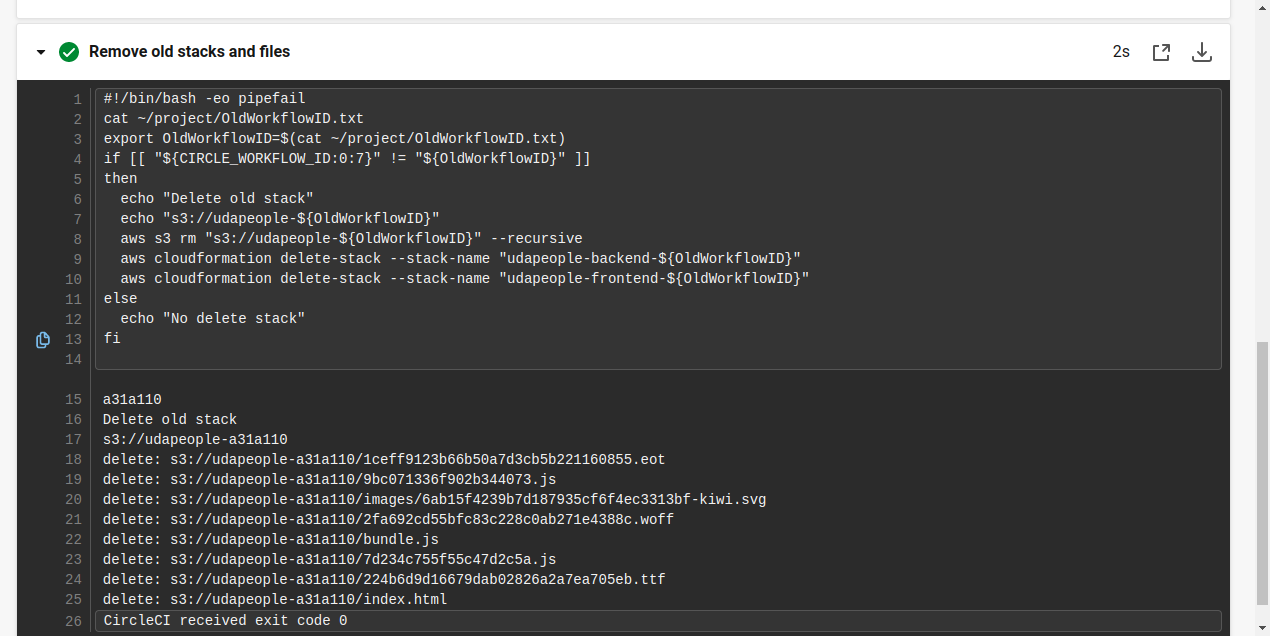 Remove old stacks and files
2s
1 #!/bin/bash -eo pipefail
2 cat ~/project/OldWorkflowID.txt
3 export OldWorkflowID=$(cat ~/project/OldWorkflowID.txt)
4 if [[ "${CIRCLE_WORKFLOW_ID:0:7}" != "${OldWorkflowID}" ]]
5 then
6   echo "Delete old stack"
7   echo "s3://udapeople-${OldWorkflowID}"
8   aws s3 rm "s3://udapeople-${OldWorkflowID}" --recursive
9   aws cloudformation delete-stack --stack-name "udapeople-backend-${OldWorkflowID}"
10   aws cloudformation delete-stack --stack-name "udapeople-frontend-${OldWorkflowID}"
11 else
12   echo "No delete stack"
13 fi
14
15 a31a110
16 Delete old stack
17 s3://udapeople-a31a110
18 delete: s3://udapeople-a31a110/1ceff9123b66b50a7d3cb5b221160855.eot
19 delete: s3://udapeople-a31a110/9bc071336f902b344073.js
20 delete: s3://udapeople-a31a110/images/6ab15f4239b7d187935cf6f4ec3313bf-kiwi.svg
21 delete: s3://udapeople-a31a110/2fa692cd55bfc83c228c0ab271e4388c.woff
22 delete: s3://udapeople-a31a110/bundle.js
23 delete: s3://udapeople-a31a110/7d234c755f55c47d2c5a.js
24 delete: s3://udapeople-a31a110/224b6d9d16679dab02826a2a7ea705eb.ttf
25 delete: s3://udapeople-a31a110/index.html
26 CircleCI received exit code 0